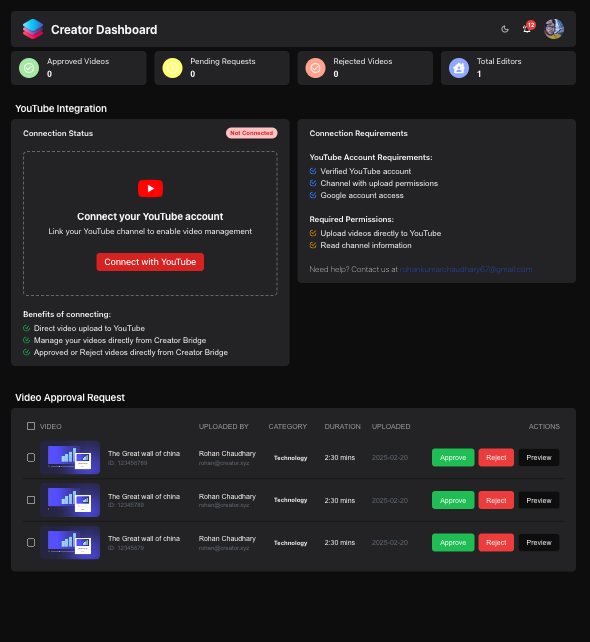 Creator Dashboard
12
Approved Videos
0
Pending Requests
0
Rejected Videos
0
Total Editors
1
YouTube Integration
Connection Status
Not Connected
Connect your YouTube account
Link your YouTube channel to enable video management
Connect with YouTube
Benefits of connecting:
Direct video upload to YouTube
Manage your videos directly from Creator Bridge
Approved or Reject videos directly from Creator Bridge
Connection Requirements
YouTube Account Requirements:
Verified YouTube account
Channel with upload permissions
Google account access
Required Permissions:
Upload videos directly to YouTube
Read channel information
Need help? Contact us at rohankumarchaudhary67@gmail.com
Video Approval Request
VIDEO UPLOADED BY CATEGORY DURATION UPLOADED ACTIONS
The Great wall of china Rohan Chaudhary Technology 2:30 mins 2025-02-20 Approve Reject Preview
ID: 123456789 rohan@creator.xyz
The Great wall of china Rohan Chaudhary Technology 2:30 mins 2025-02-20 Approve Reject Preview
ID: 12345789 rohan@creator.xyz
The Great wall of china Rohan Chaudhary Technology 2:30 mins 2025-02-20 Approve Reject Preview
ID: 12345679 rohan@creator.xyz